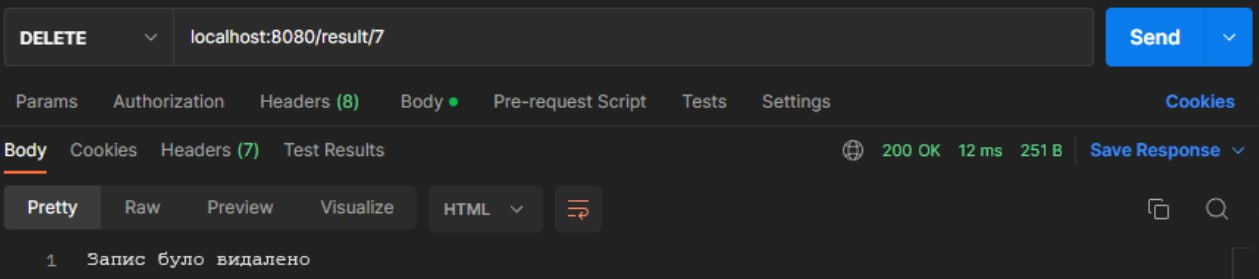 DELETE localhost:8080/result/7 Send
Params Authorization Headers (8) Body Pre-request Script Tests Settings Cookies
Body Cookies Headers (7) Test Results 200 OK 12 ms 251 B Save Response
Pretty Raw Preview Visualize HTML
1 Запис було видалено